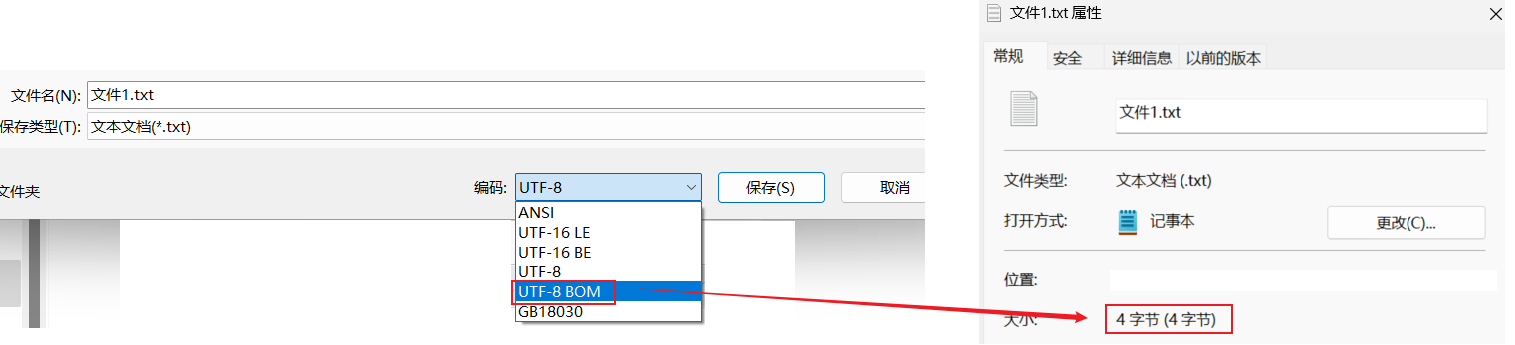 文件名(N): 文件1.txt
保存类型(T): 文本文档(*.txt)
文件夹
编码: UTF-8
保存(S)
取消
ANSI
UTF-16 LE
UTF-16 BE
UTF-8
UTF-8 BOM
GB18030
文件1.txt 属性
常规 安全 详细信息 以前的版本
文件1.txt
文件类型: 文本文档 (.txt)
打开方式: 记事本 更改(C)...
位置:
大小: 4 字节 (4 字节)